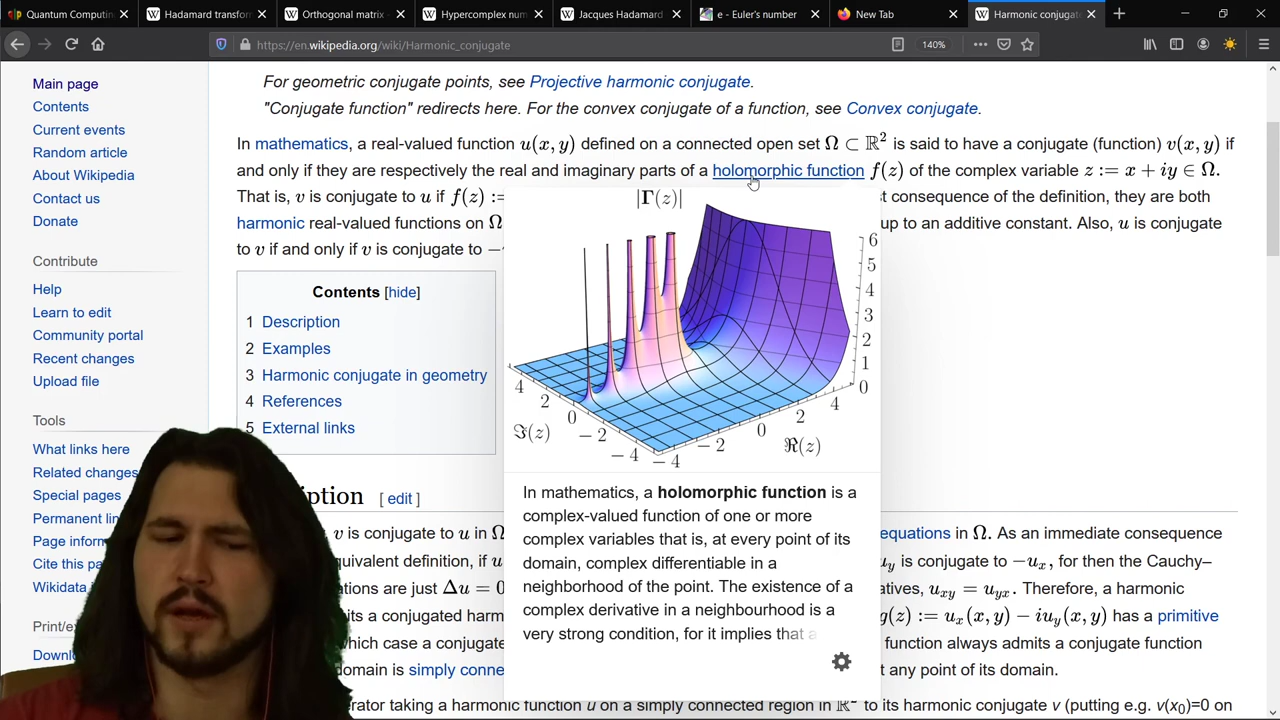 Quantum Computin
Hadamard transfor
Orthogonal matrix
Hypercomplex num
Jacques Hadamard
e - Euler's number
New Tab
Harmonic conjugate
https://en.wikipedia.org/wiki/Harmonic_conjugate
140%
Main page
Contents
Current events
Random article
About Wikipedia
Contact us
Donate
Contribute
Help
Learn to edit
Community portal
Recent changes
Upload file
Tools
What links here
Related changes
Special pages
Permanent lin
Page inform
Cite this pa
Wikidata
Print/e
Downl
For geometric conjugate points, see Projective harmonic conjugate.
"Conjugate function" redirects here. For the convex conjugate of a function, see Convex conjugate.
In mathematics, a real-valued function u(x, y) defined on a connected open set Ω ⊂ ℝ² is said to have a conjugate (function) v(x, y) if
and only if they are respectively the real and imaginary parts of a holomorphic function f(z) of the complex variable z := x + iy ∈ Ω.
That is, v is conjugate to u if f(z) := st consequence of the definition, they are both
harmonic real-valued functions on Ω up to an additive constant. Also, u is conjugate
to v if and only if v is conjugate to −
Contents [hide]
1 Description
2 Examples
3 Harmonic conjugate in geometry
4 References
5 External links
|Γ(z)|
6
5
4
3
2
1
0
4
2
0
− 2
− 4
ℑ(z)
− 4
− 2
0
2
4
ℜ(z)
In mathematics, a holomorphic function is a
complex-valued function of one or more
complex variables that is, at every point of its
domain, complex differentiable in a
neighborhood of the point. The existence of a
complex derivative in a neighbourhood is a
very strong condition, for it implies that a
ription [ edit ]
v is conjugate to u in Ω equations in Ω. As an immediate consequence
uivalent definition, if u u_y is conjugate to −u_x, for then the Cauchy–
ations are just Δu = 0 atives, u_xy = u_yx. Therefore, a harmonic
its a conjugated harm g(z) := u_x(x, y) − iu_y(x, y) has a primitive
which case a conjugate function always admits a conjugate function
domain is simply conne t any point of its domain.
rator taking a harmonic function u on a simply connected region in ℝ² to its harmonic conjugate v (putting e.g. v(x₀)=0 on